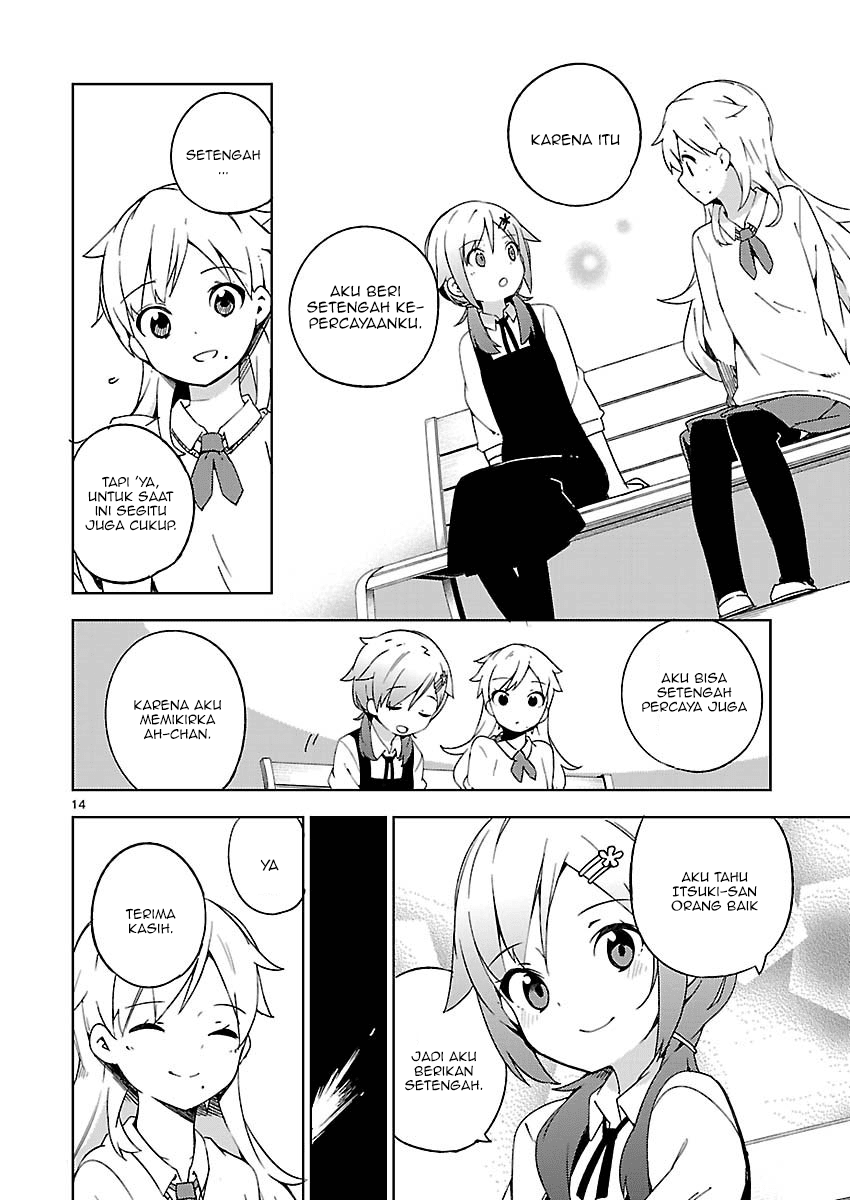 KARENA ITU
AKU BERI
SETENGAH KE-
PERCAYAANKU.
SETENGAH
...
TAPI 'YA,
UNTUK SAAT
INI SEGITU
JUGA CUKUP.
AKU BISA
SETENGAH
PERCAYA JUGA
KARENA AKU
MEMIKIRKA
AH-CHAN.
14
AKU TAHU
ITSUKI-SAN
ORANG BAIK
JADI AKU
BERIKAN
SETENGAH.
YA
TERIMA
KASIH.